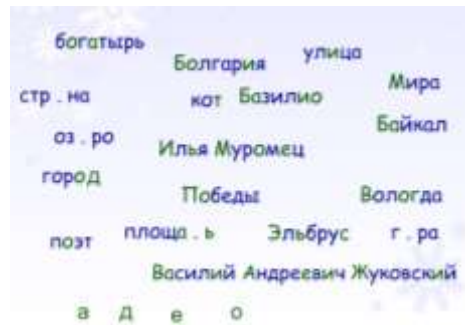 богатырь
улица
Болгария
Мира
стр . на
кот Базилио
Байкал
оз . ро
Илья Муромец
город
Победы
Вологда
площа . ь
Эльбрус
г . ра
поэт
Василий Андреевич Жуковский
а д е о